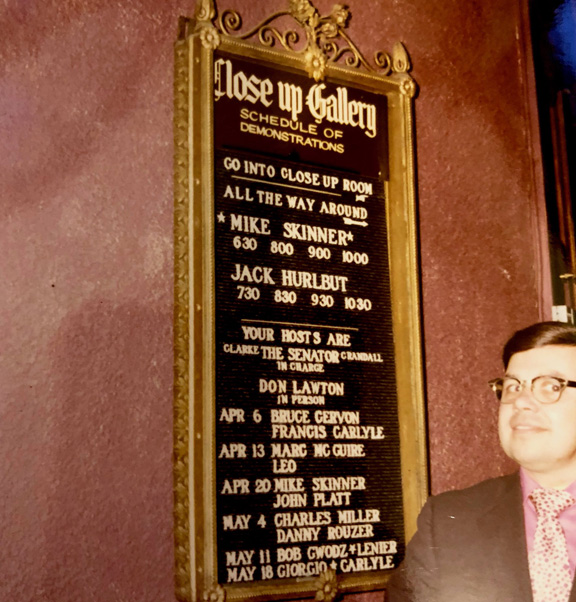 Close up Gallery
SCHEDULE OF
DEMONSTRATIONS
GO INTO CLOSE UP ROOM
ALL THE WAY AROUND
*MIKE SKINNER*
630 800 900 1000
JACK HURLBUT
730 830 930 1030
YOUR HOSTS ARE
CLARKE THE SENATOR CRANDALL
IN CHARGE
DON LAWTON
IN PERSON
APR 6 BRUCE CERVON
FRANCIS CARLYLE
APR 13 MARC MC GUIRE
LEO
APR 20 MIKE SKINNER
JOHN PLATT
MAY 4 CHARLES MILLER
DANNY ROUZER
MAY 11 BOB GWODZ*LENIER
MAY 18 GIORGIO*CARLYLE